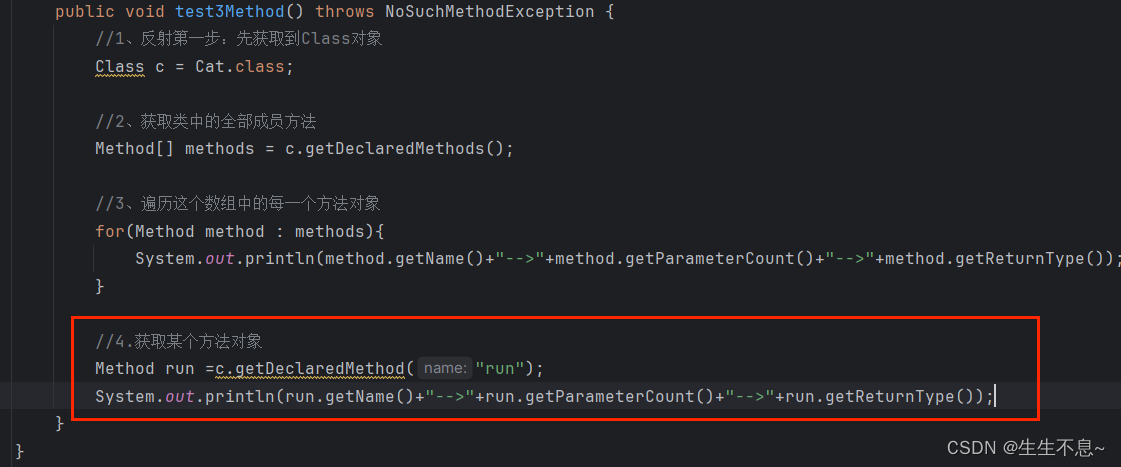 public void test3Method() throws NoSuchMethodException {
//1、反射第一步：先获取到Class对象
Class c = Cat.class;
//2、获取类中的全部成员方法
Method[] methods = c.getDeclaredMethods();
//3、遍历这个数组中的每一个方法对象
for(Method method : methods){
System.out.println(method.getName()+"-->"+method.getParameterCount()+"-->"+method.getReturnType());
}
//4.获取某个方法对象
Method run =c.getDeclaredMethod( name: "run");
System.out.println(run.getName()+"-->"+run.getParameterCount()+"-->"+run.getReturnType());
}
}
CSDN @生生不息~